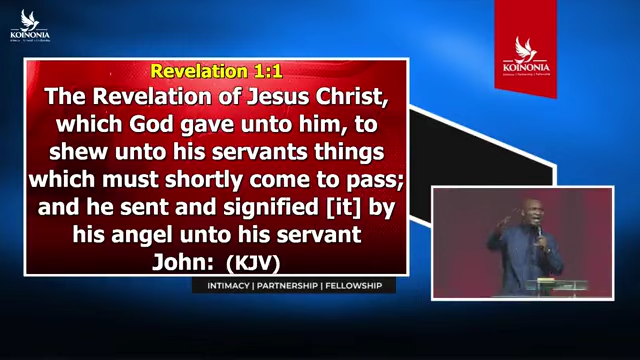 KOINONIA
KOINONIA
Revelation 1:1
The Revelation of Jesus Christ,
which God gave unto him, to
shew unto his servants things
which must shortly come to pass;
and he sent and signified [it] by
his angel unto his servant
John: (KJV)
INTIMACY | PARTNERSHIP | FELLOWSHIP